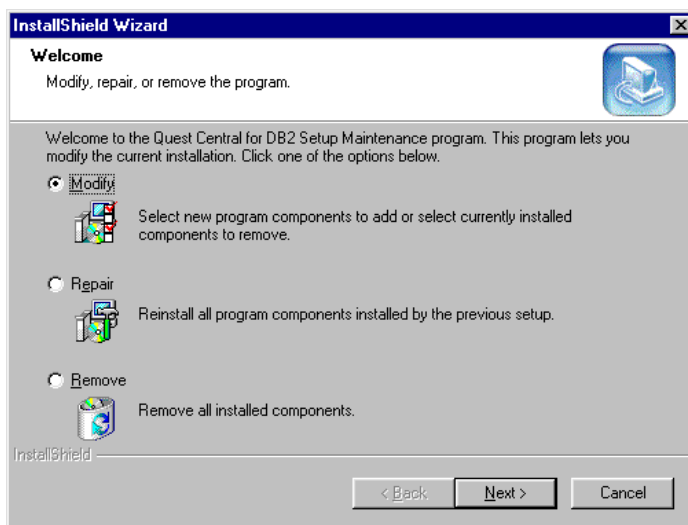 InstallShield Wizard
Welcome
Modify, repair, or remove the program.
Welcome to the Quest Central for DB2 Setup Maintenance program. This program lets you
modify the current installation. Click one of the options below.
Modify
Select new program components to add or select currently installed
components to remove.
Repair
Reinstall all program components installed by the previous setup.
Remove
Remove all installed components.
InstallShield
< Back
Next >
Cancel